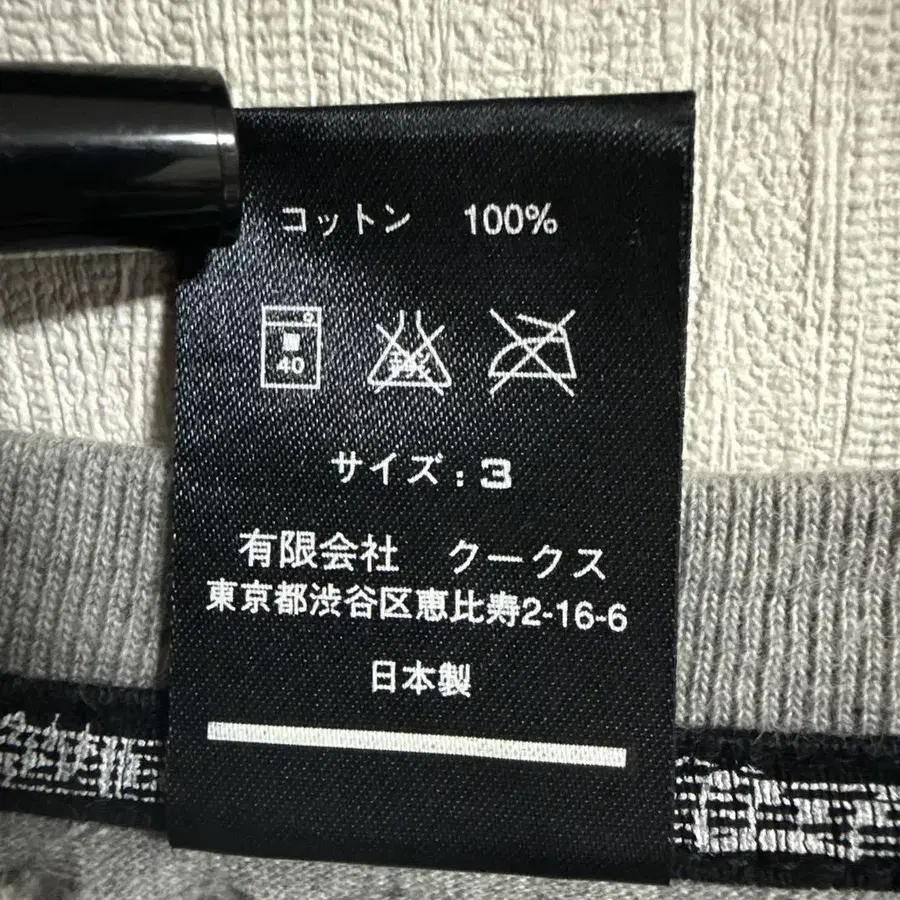 コットン 100%
40
サイズ:3
有限会社 クークス
東京都渋谷区恵比寿2-16-6
日本製